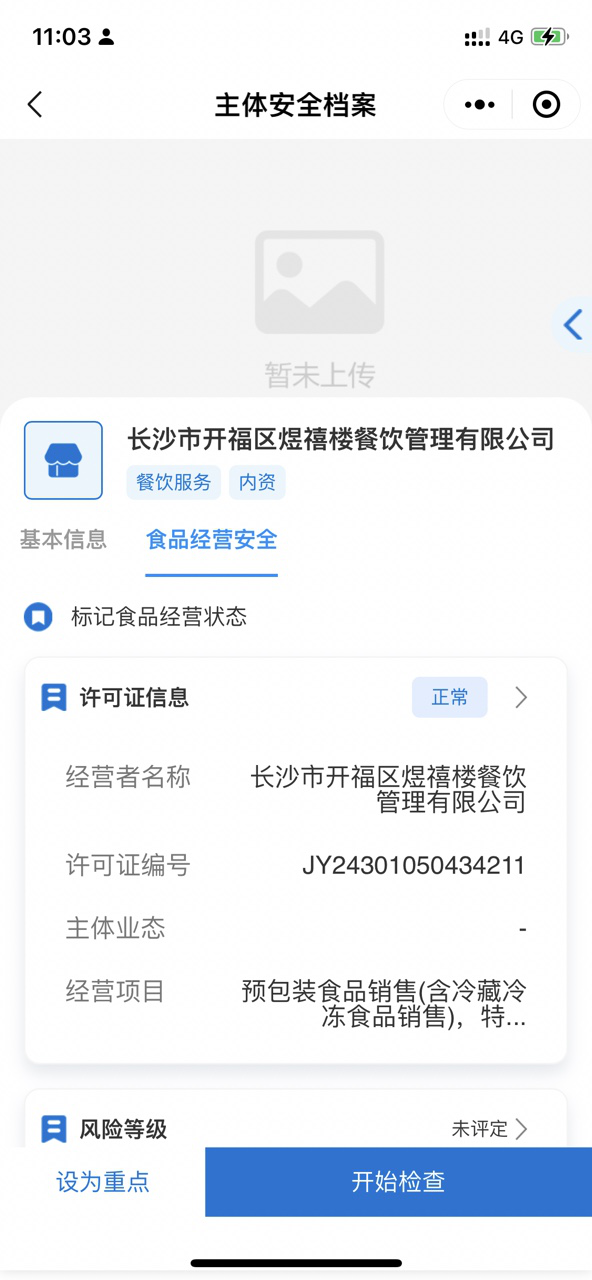 11:03
4G
主体安全档案
暂未上传
长沙市开福区煜禧楼餐饮管理有限公司
餐饮服务 内资
基本信息 食品经营安全
标记食品经营状态
许可证信息 正常
经营者名称 长沙市开福区煜禧楼餐饮
管理有限公司
许可证编号 JY24301050434211
主体业态 -
经营项目 预包装食品销售(含冷藏冷
冻食品销售)，特...
风险等级 未评定
设为重点 开始检查